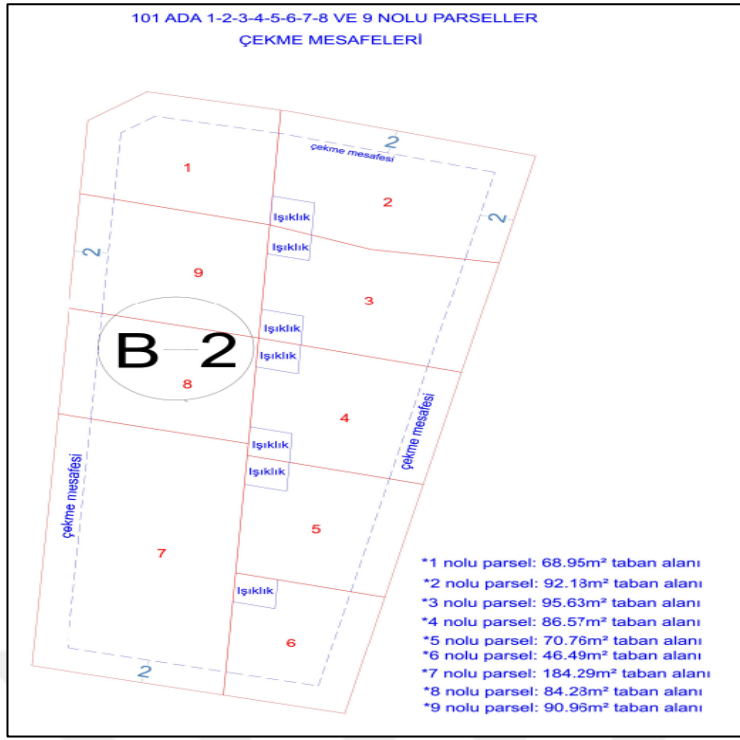 101 ADA 1-2-3-4-5-6-7-8 VE 9 NOLU PARSELLER
ÇEKME MESAFELERİ
2
çekme mesafesi
1
2
Işıklık
2
Işıklık
2
9
3
Işıklık
B 2
Işıklık
8
4
çekme mesafesi
Işıklık
Işıklık
çekme mesafesi
5
7
Işıklık
6
2
*1 nolu parsel: 68.95m² taban alanı
*2 nolu parsel: 92.18m² taban alanı
*3 nolu parsel: 95.63m² taban alanı
*4 nolu parsel: 86.57m² taban alanı
*5 nolu parsel: 70.76m² taban alanı
*6 nolu parsel: 46.49m² taban alanı
*7 nolu parsel: 184.29m² taban alanı
*8 nolu parsel: 84.28m² taban alanı
*9 nolu parsel: 90.96m² taban alanı